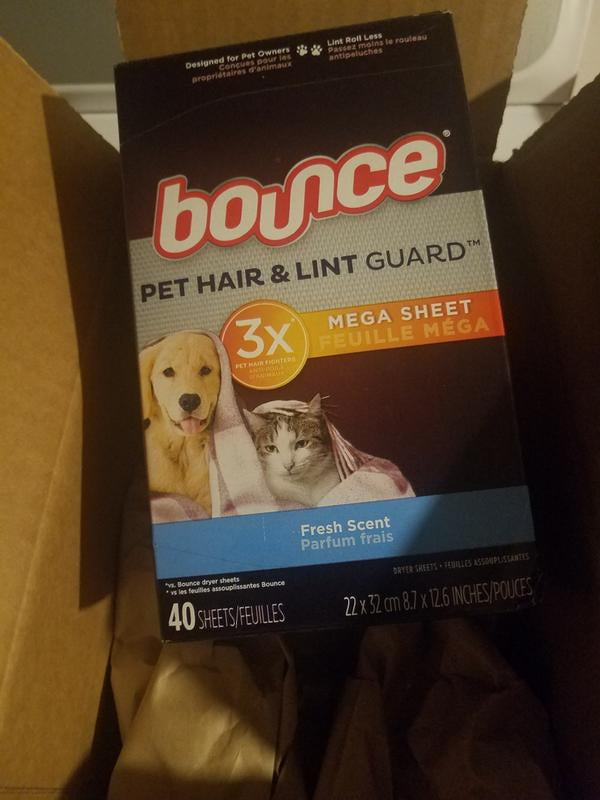 Designed for Pet Owners
Conçues pour les
propriétaires d'animaux
Lint Roll Less
Passez moins le rouleau
antipeluches
bounce®
PET HAIR & LINT GUARD™
3X*
PET HAIR FIGHTERS
ANTI-POILS
D'ANIMAUX
MEGA SHEET
FEUILLE MÉGA
Fresh Scent
Parfum frais
*vs. Bounce dryer sheets
* vs les feuilles assouplissantes Bounce
DRYER SHEETS • FEUILLES ASSOUPLISSANTES
40 SHEETS/FEUILLES
22 x 32 cm 8.7 x 12.6 INCHES/POUCES